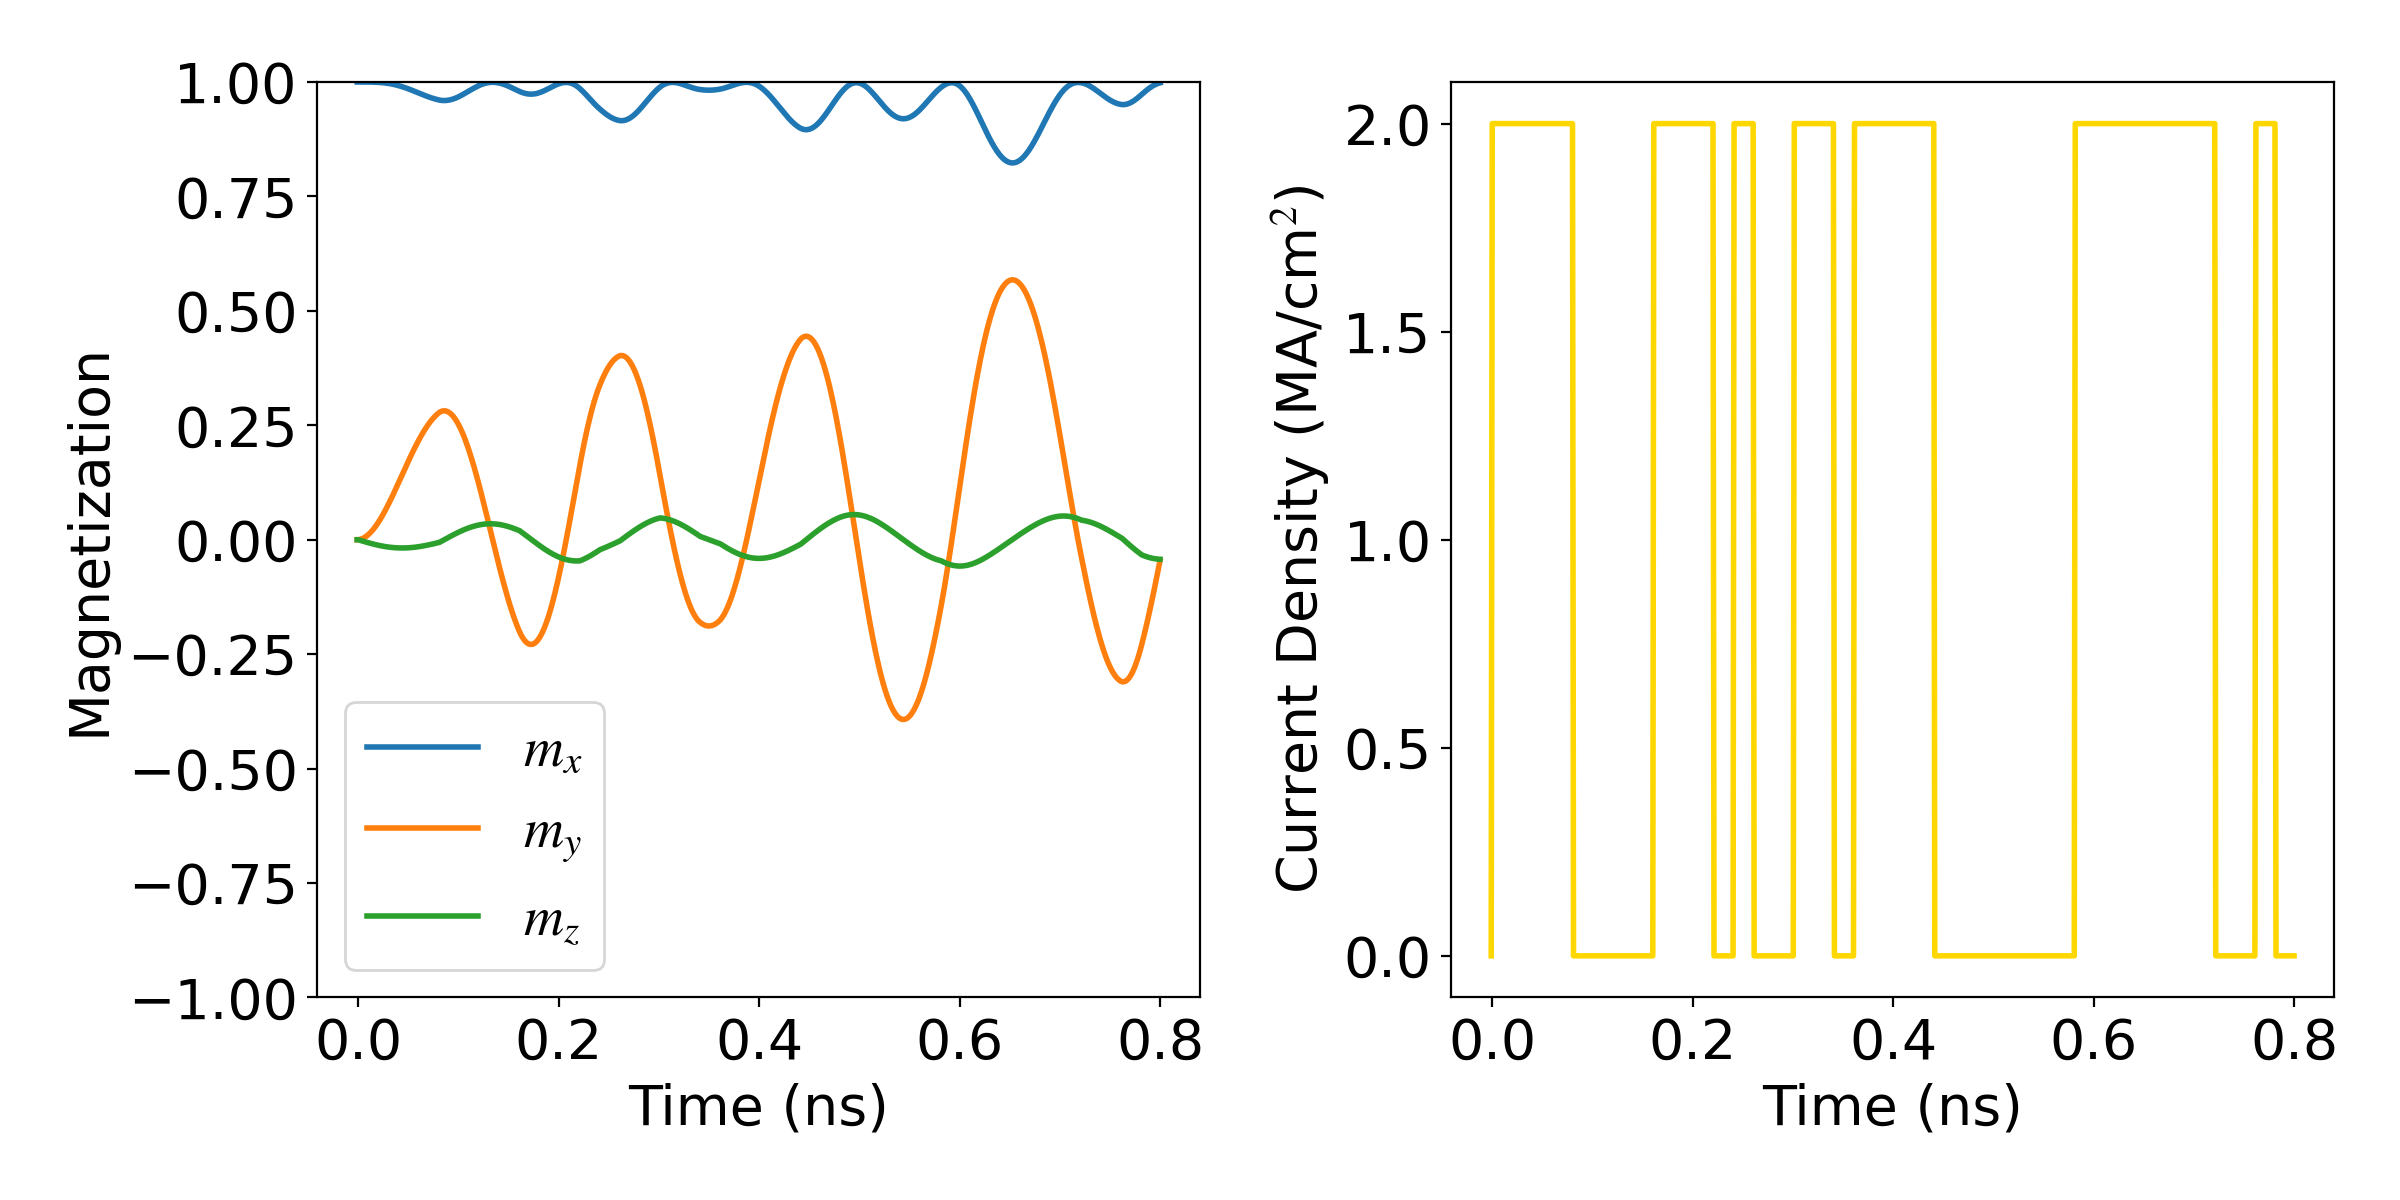 Magnetization
1.00
0.75
0.50
0.25
0.00
−0.25
−0.50
−0.75
−1.00
m_x
m_y
m_z
0.0 0.2 0.4 0.6 0.8
Time (ns)
Current Density (MA/cm²)
2.0
1.5
1.0
0.5
0.0
0.0 0.2 0.4 0.6 0.8
Time (ns)